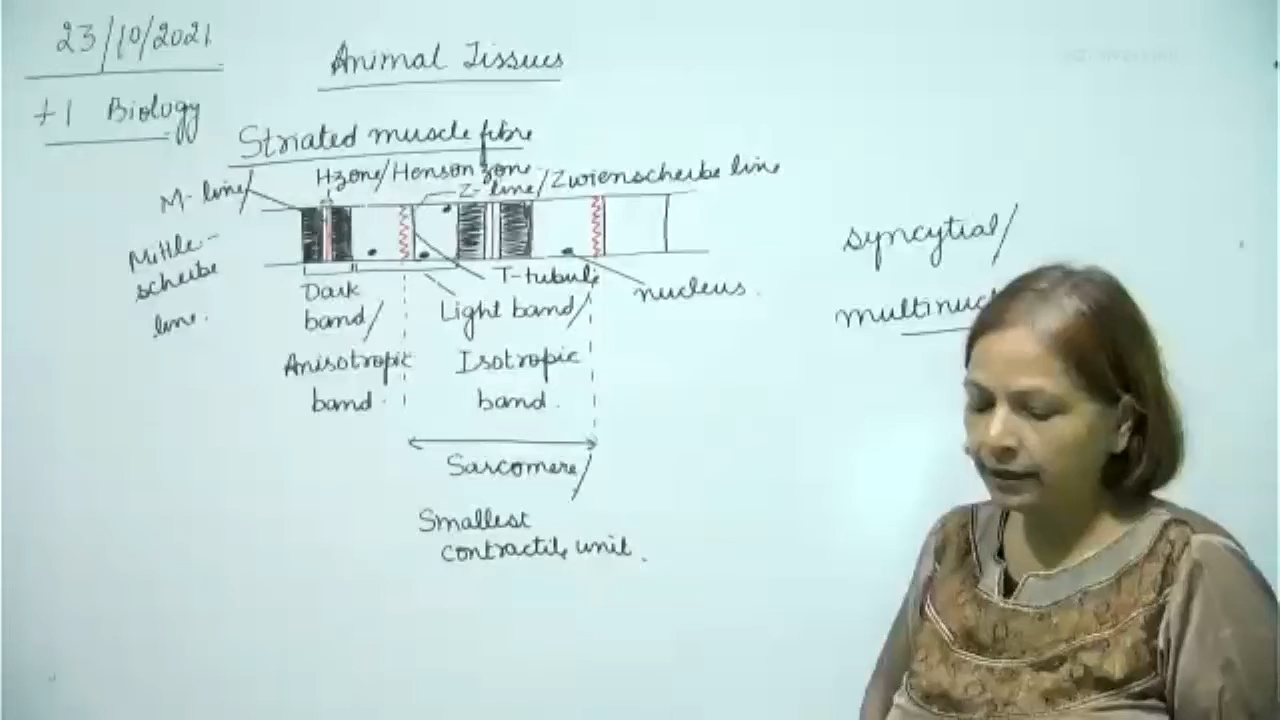 23/10/2021
+1 Biology
Animal Tissues
Striated muscle fibre
H zone/Henson zone
M-line/
Z-line/Zwienscheibe line
Mittle-
scheibe
line.
T-tubule
nucleus.
Dark
band/
Anisotropic
band.
Light band/
Isotropic
band.
Sarcomere/
Smallest
contractile unit.
syncytial/